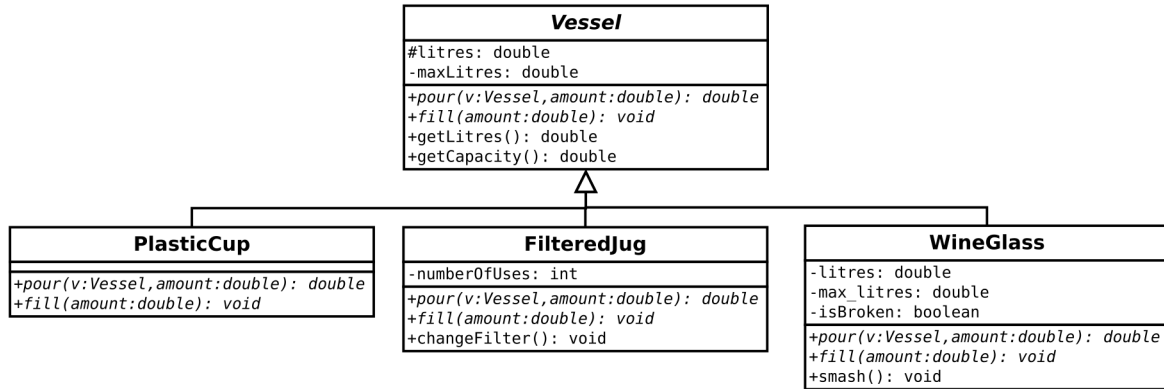 Vessel
#litres: double
-maxLitres: double
+pour(v:Vessel,amount:double): double
+fill(amount:double): void
+getLitres(): double
+getCapacity(): double
PlasticCup
+pour(v:Vessel,amount:double): double
+fill(amount:double): void
FilteredJug
-numberOfUses: int
+pour(v:Vessel,amount:double): double
+fill(amount:double): void
+changeFilter(): void
WineGlass
-litres: double
-max_litres: double
-isBroken: boolean
+pour(v:Vessel,amount:double): double
+fill(amount:double): void
+smash(): void